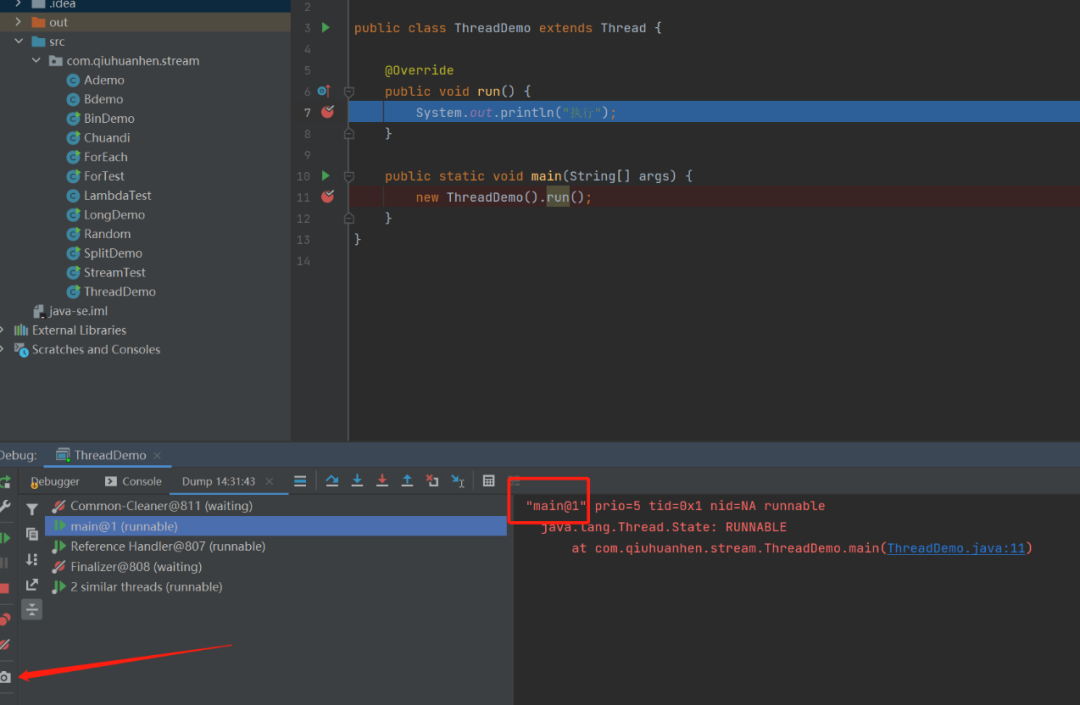 .idea
out
src
com.qiuhuanhen.stream
Ademo
Bdemo
BinDemo
Chuandi
ForEach
ForTest
LambdaTest
LongDemo
Random
SplitDemo
StreamTest
ThreadDemo
java-se.iml
External Libraries
Scratches and Consoles
2
3 public class ThreadDemo extends Thread {
4
5 @Override
6 public void run() {
7 System.out.println("执行");
8 }
9
10 public static void main(String[] args) {
11 new ThreadDemo().run();
12 }
13 }
14
Debug: ThreadDemo
Debugger Console Dump 14:31:43
Common-Cleaner@811 (waiting)
main@1 (runnable)
Reference Handler@807 (runnable)
Finalizer@808 (waiting)
2 similar threads (runnable)
"main@1" prio=5 tid=0x1 nid=NA runnable
java.lang.Thread.State: RUNNABLE
at com.qiuhuanhen.stream.ThreadDemo.main(ThreadDemo.java:11)